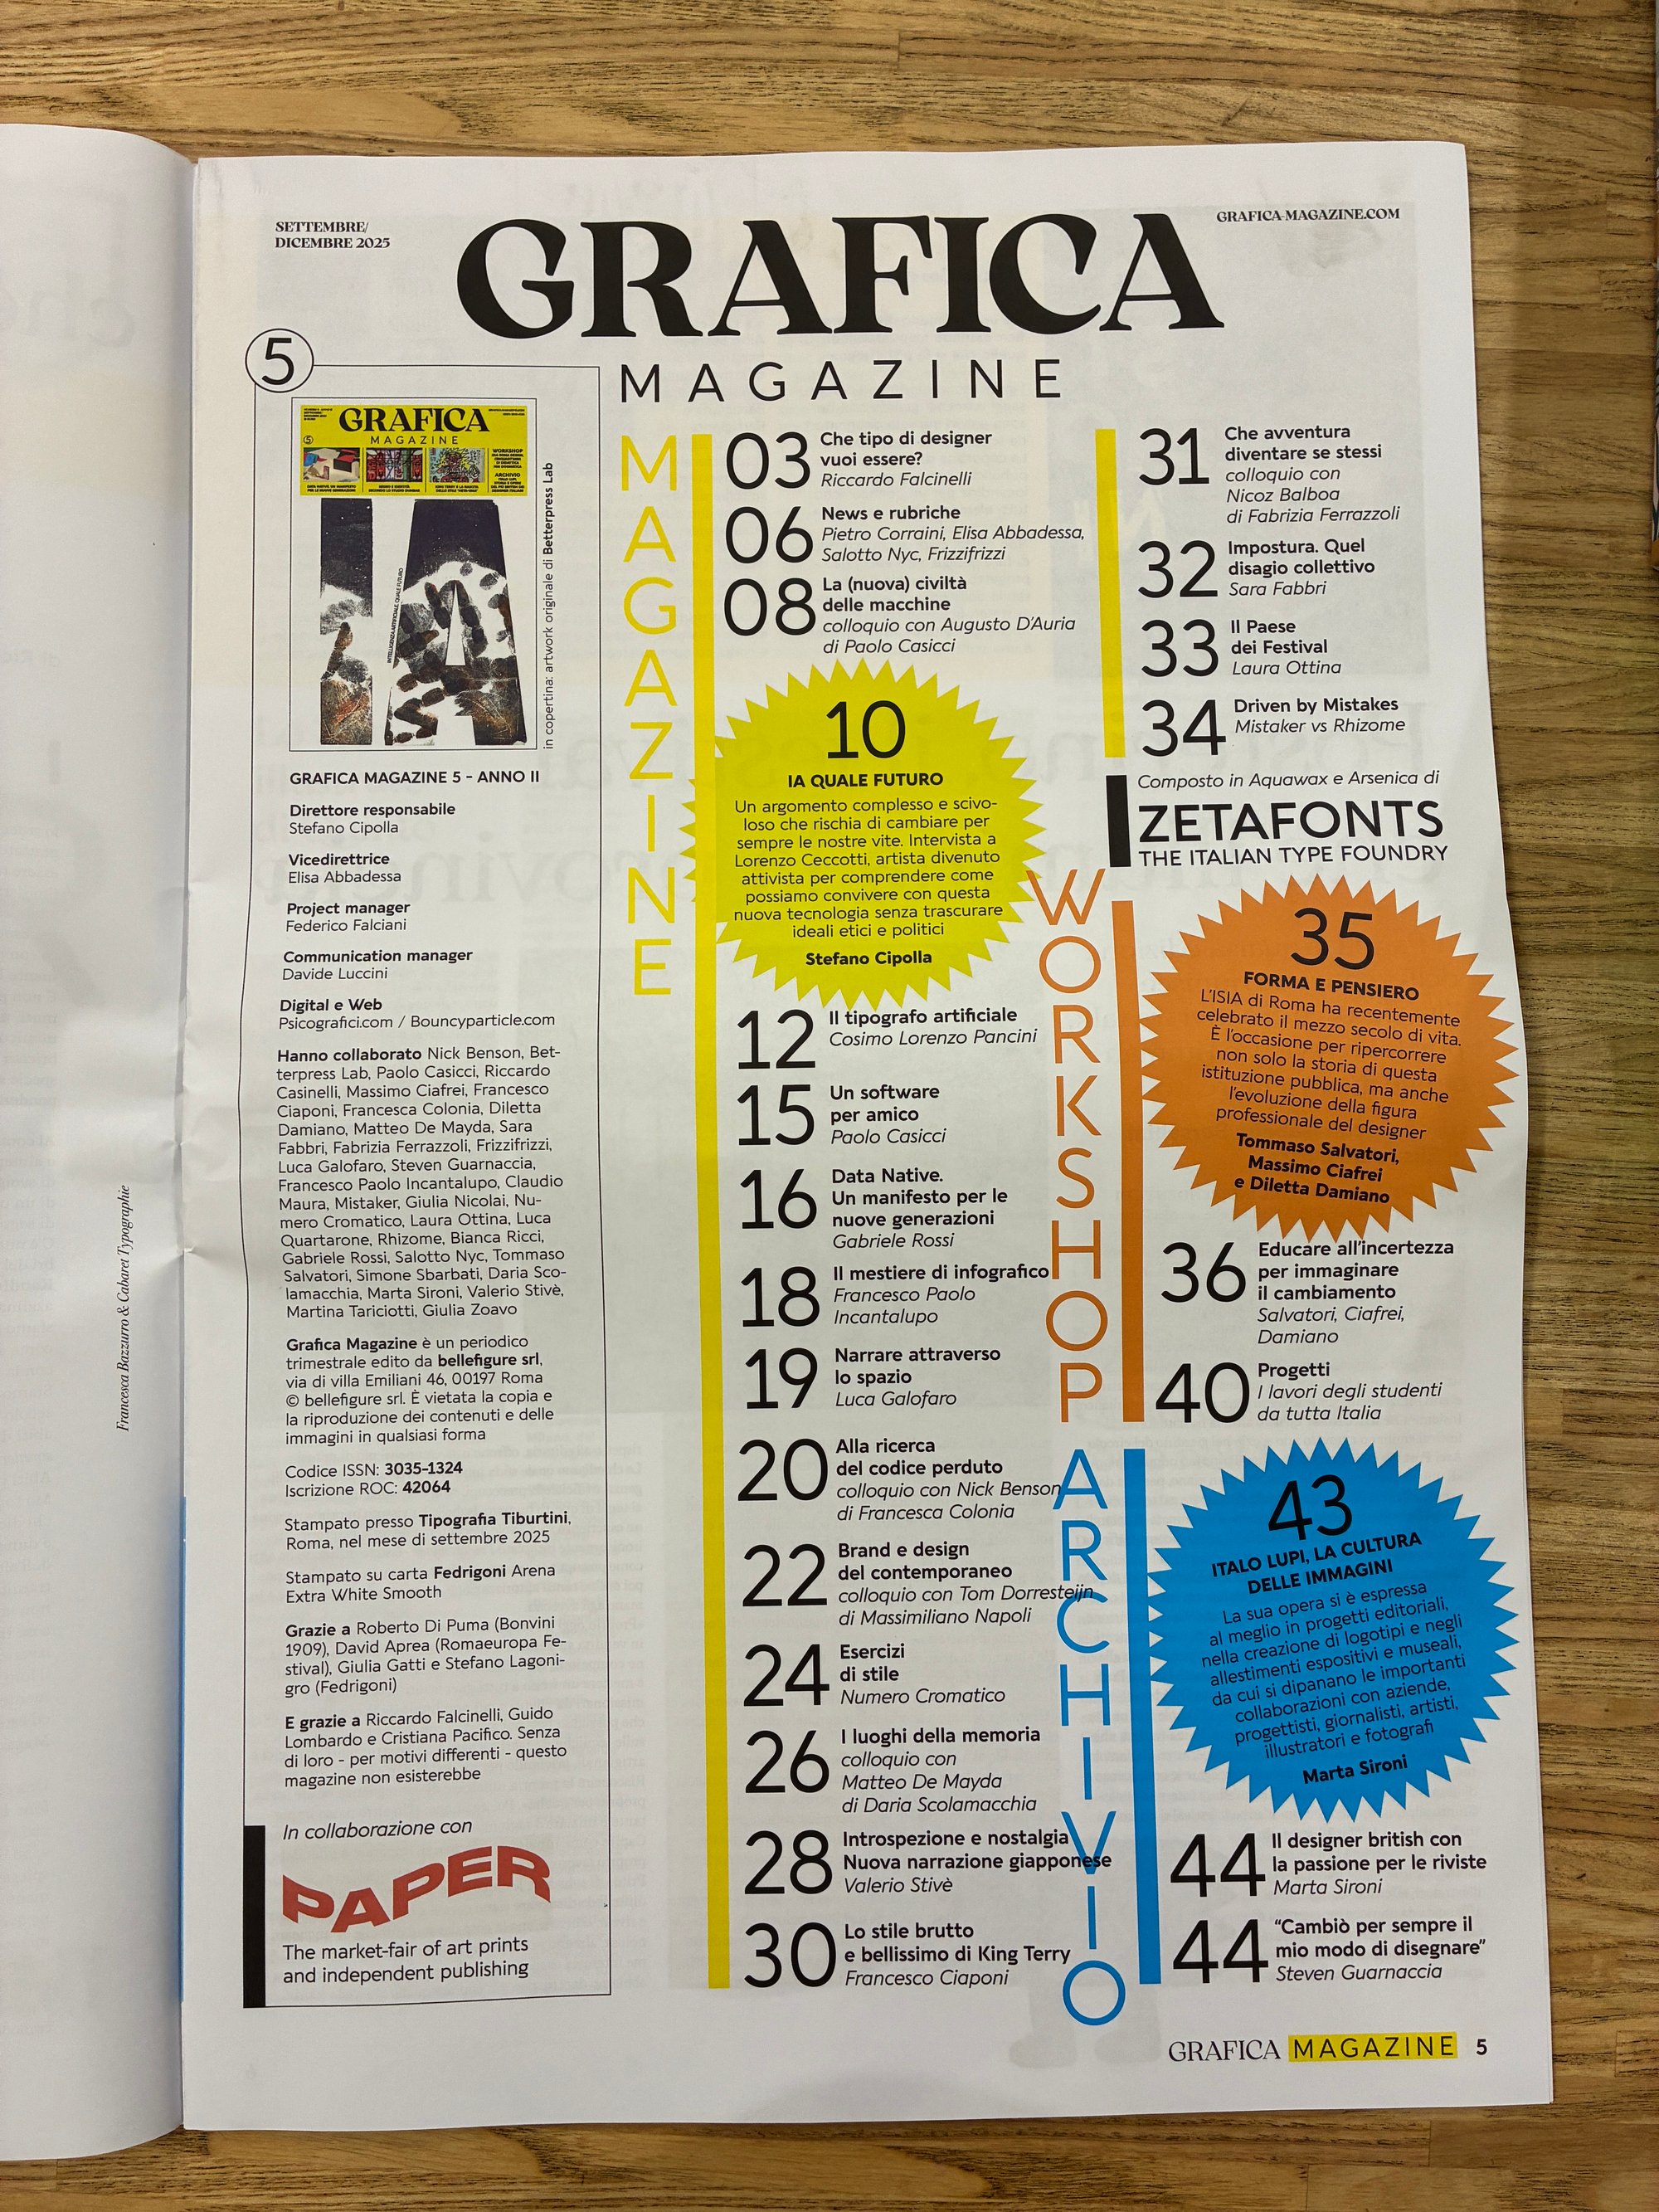 SETTEMBRE/
DICEMBRE 2025
GRAFICA
GRAFICA-MAGAZINE.COM
MAGAZINE
5
GRAFICA
MAGAZINE
WORKSHOP
ARCHIVIO
IA
INTELLIGENZA ARTIFICIALE, QUALE FUTURO
in copertina: artwork originale di Betterpress Lab
GRAFICA MAGAZINE 5 - ANNO II
Direttore responsabile
Stefano Cipolla
Vicedirettrice
Elisa Abbadessa
Project manager
Federico Falciani
Communication manager
Davide Luccini
Digital e Web
Psicografici.com / Bouncyparticle.com
Hanno collaborato Nick Benson, Bet-
terpress Lab, Paolo Casicci, Riccardo
Casinelli, Massimo Ciafrei, Francesco
Ciaponi, Francesca Colonia, Diletta
Damiano, Matteo De Mayda, Sara
Fabbri, Fabrizia Ferrazzoli, Frizzifrizzi,
Luca Galofaro, Steven Guarnaccia,
Francesco Paolo Incantalupo, Claudio
Maura, Mistaker, Giulia Nicolai, Nu-
mero Cromatico, Laura Ottina, Luca
Quartarone, Rhizome, Bianca Ricci,
Gabriele Rossi, Salotto Nyc, Tommaso
Salvatori, Simone Sbarbati, Daria Sco-
lamacchia, Marta Sironi, Valerio Stivè,
Martina Tariciotti, Giulia Zoavo
Grafica Magazine è un periodico
trimestrale edito da bellefigure srl,
via di villa Emiliani 46, 00197 Roma
© bellefigure srl. È vietata la copia e
la riproduzione dei contenuti e delle
immagini in qualsiasi forma
Codice ISSN: 3035-1324
Iscrizione ROC: 42064
Stampato presso Tipografia Tiburtini,
Roma, nel mese di settembre 2025
Stampato su carta Fedrigoni Arena
Extra White Smooth
Grazie a Roberto Di Puma (Bonvini
1909), David Aprea (Romaeuropa Fe-
stival), Giulia Gatti e Stefano Lagoni-
gro (Fedrigoni)
E grazie a Riccardo Falcinelli, Guido
Lombardo e Cristiana Pacifico. Senza
di loro - per motivi differenti - questo
magazine non esisterebbe
In collaborazione con
PAPER
The market-fair of art prints
and independent publishing
Francesca Bazzurro & Cabaret Typographie
MAGAZINE
03
Che tipo di designer
vuoi essere?
Riccardo Falcinelli
06
News e rubriche
Pietro Corraini, Elisa Abbadessa,
Salotto Nyc, Frizzifrizzi
08
La (nuova) civiltà
delle macchine
colloquio con Augusto D'Auria
di Paolo Casicci
10
IA QUALE FUTURO
Un argomento complesso e scivo-
loso che rischia di cambiare per
sempre le nostre vite. Intervista a
Lorenzo Ceccotti, artista divenuto
attivista per comprendere come
possiamo convivere con questa
nuova tecnologia senza trascurare
ideali etici e politici
Stefano Cipolla
12
Il tipografo artificiale
Cosimo Lorenzo Pancini
15
Un software
per amico
Paolo Casicci
16
Data Native.
Un manifesto per le
nuove generazioni
Gabriele Rossi
18
Il mestiere di infografico
Francesco Paolo
Incantalupo
19
Narrare attraverso
lo spazio
Luca Galofaro
20
Alla ricerca
del codice perduto
colloquio con Nick Benson
di Francesca Colonia
22
Brand e design
del contemporaneo
colloquio con Tom Dorresteijn
di Massimiliano Napoli
24
Esercizi
di stile
Numero Cromatico
26
I luoghi della memoria
colloquio con
Matteo De Mayda
di Daria Scolamacchia
28
Introspezione e nostalgia
Nuova narrazione giapponese
Valerio Stivè
30
Lo stile brutto
e bellissimo di King Terry
Francesco Ciaponi
31
Che avventura
diventare se stessi
colloquio con
Nicoz Balboa
di Fabrizia Ferrazzoli
32
Impostura. Quel
disagio collettivo
Sara Fabbri
33
Il Paese
dei Festival
Laura Ottina
34
Driven by Mistakes
Mistaker vs Rhizome
Composto in Aquawax e Arsenica di
ZETAFONTS
THE ITALIAN TYPE FOUNDRY
WORKSHOP
35
FORMA E PENSIERO
L'ISIA di Roma ha recentemente
celebrato il mezzo secolo di vita.
È l'occasione per ripercorrere
non solo la storia di questa
istituzione pubblica, ma anche
l'evoluzione della figura
professionale del designer
Tommaso Salvatori,
Massimo Ciafrei
e Diletta Damiano
36
Educare all'incertezza
per immaginare
il cambiamento
Salvatori, Ciafrei,
Damiano
40
Progetti
I lavori degli studenti
da tutta Italia
ARCHIVIO
43
ITALO LUPI, LA CULTURA
DELLE IMMAGINI
La sua opera si è espressa
al meglio in progetti editoriali,
nella creazione di logotipi e negli
allestimenti espositivi e museali,
da cui si dipanano le importanti
collaborazioni con aziende,
progettisti, giornalisti, artisti,
illustratori e fotografi
Marta Sironi
44
Il designer british con
la passione per le riviste
Marta Sironi
44
“Cambiò per sempre il
mio modo di disegnare”
Steven Guarnaccia
GRAFICA MAGAZINE 5